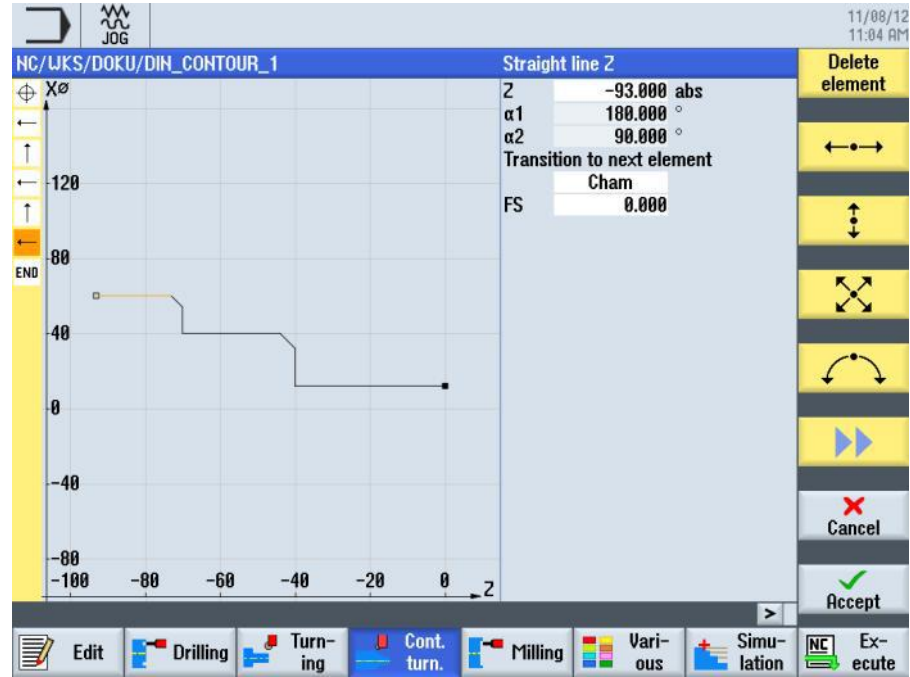 JOG
11/08/12
11:04 AM
NC/WKS/DOKU/DIN_CONTOUR_1
Straight line Z
Z -93.000 abs
α1 180.000 °
α2 90.000 °
Transition to next element
Cham
FS 0.000
XØ
120
80
40
0
-40
-80
-100 -80 -60 -40 -20 0 Z
END
Delete
element
Cancel
Accept
>
Edit
Drilling
Turn-
ing
Cont.
turn.
Milling
Vari-
ous
Simu-
lation
NC Ex-
ecute